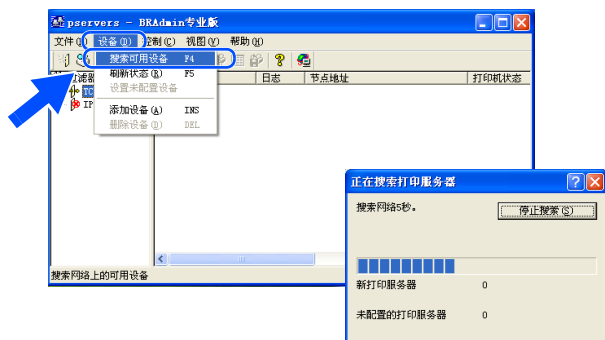 pservers - BRAdmin专业版
文件 设备(D) 控制(C) 视图(V) 帮助(H)
搜索可用设备 F4
刷新状态(R) F5
设置未配置设备
添加设备(A) INS
删除设备(D) DEL
过滤器 日志 节点地址 打印机状态
TC
IP
搜索网络上的可用设备
正在搜索打印服务器
搜索网络5秒。
停止搜索(S)
新打印服务器 0
未配置的打印服务器 0